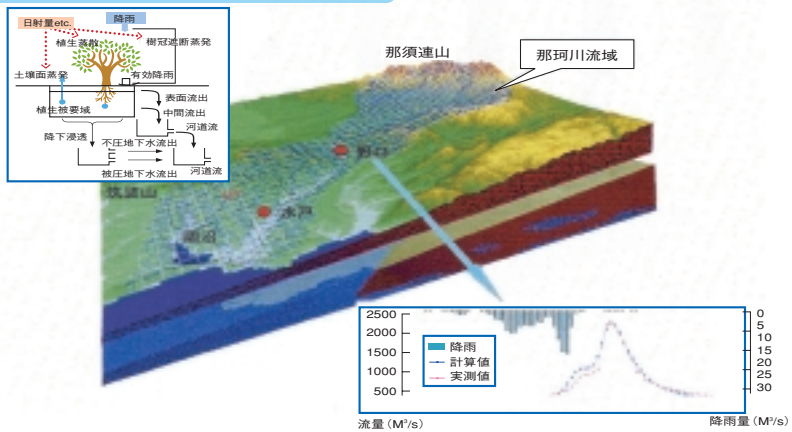 日射量etc.
降雨
植生蒸散
樹冠遮断蒸発
土壌面蒸発
有効降雨
表面流出
植生被要域
中間流出
河道流
降下浸透
不圧地下水流出
被圧地下水流出
河道流
那須連山
那珂川流域
野口
筑波山
水戸
涸沼
2500
2000
1500
1000
500
降雨
計算値
実測値
0
5
10
15
20
25
30
流量(M³/s)
降雨量(M³/s)